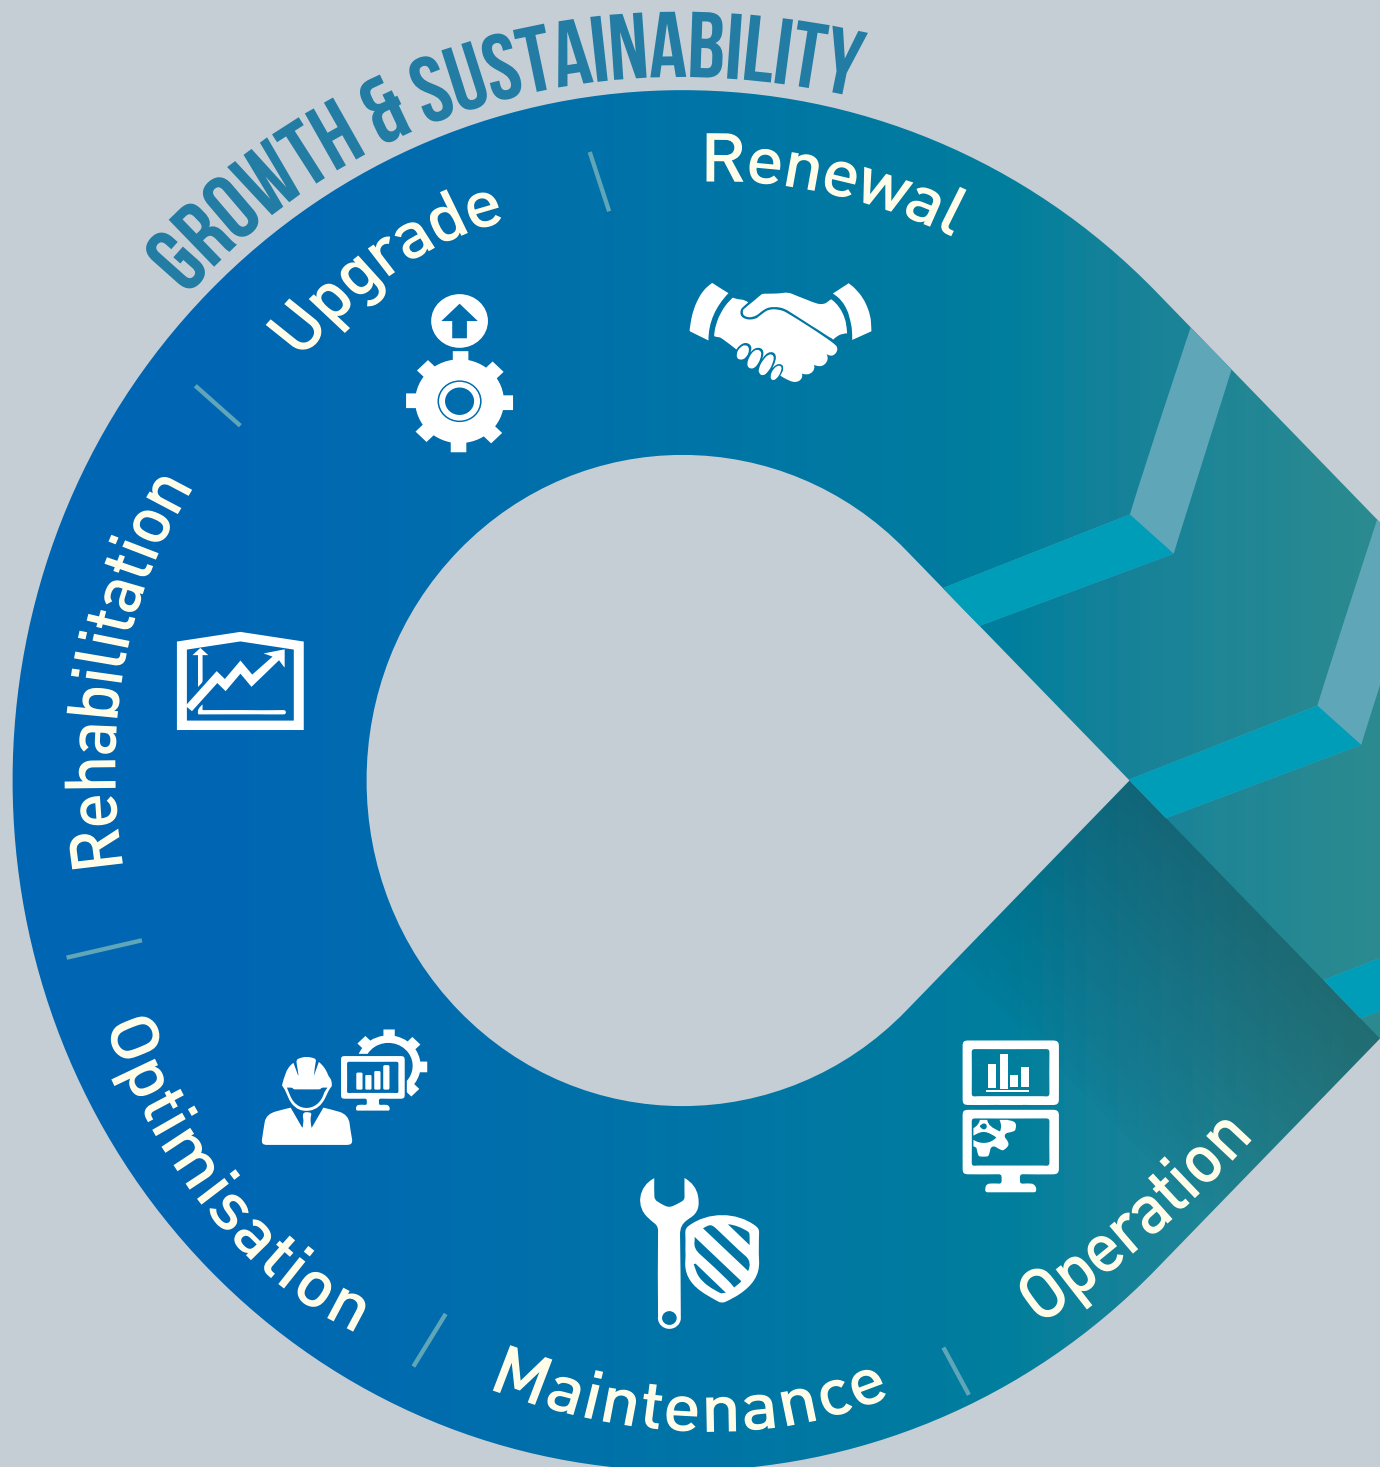 GROWTH & SUSTAINABILITY
Renewal
Upgrade
Rehabilitation
Optimisation
Maintenance
Operation